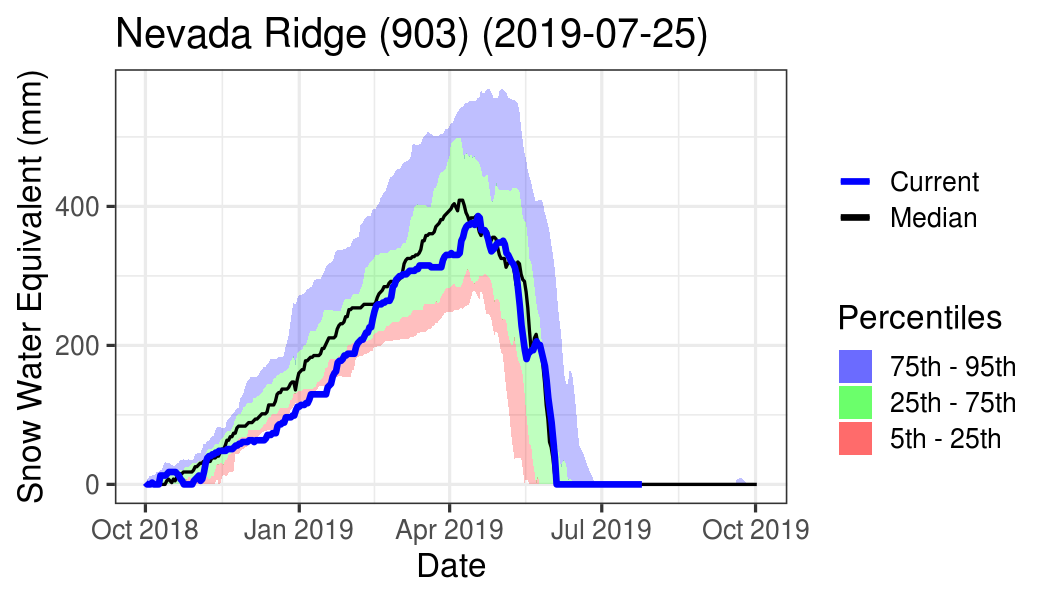 Nevada Ridge (903) (2019-07-25)
Snow Water Equivalent (mm)
400
200
0
Oct 2018 Jan 2019 Apr 2019 Jul 2019 Oct 2019
Date
Current
Median
Percentiles
75th - 95th
25th - 75th
5th - 25th